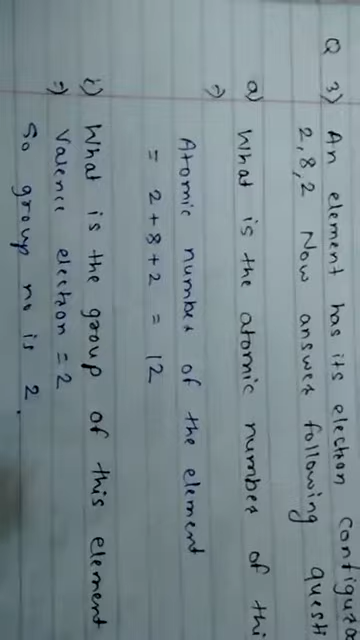 Q 3) An element has its electron
2,8,2 Now answer following
a) What is the atomic number of
⇒
Atomic number of the element
= 2+8+2 = 12
i) What is the group of this element
⇒ Valence electron = 2
So group no is 2.